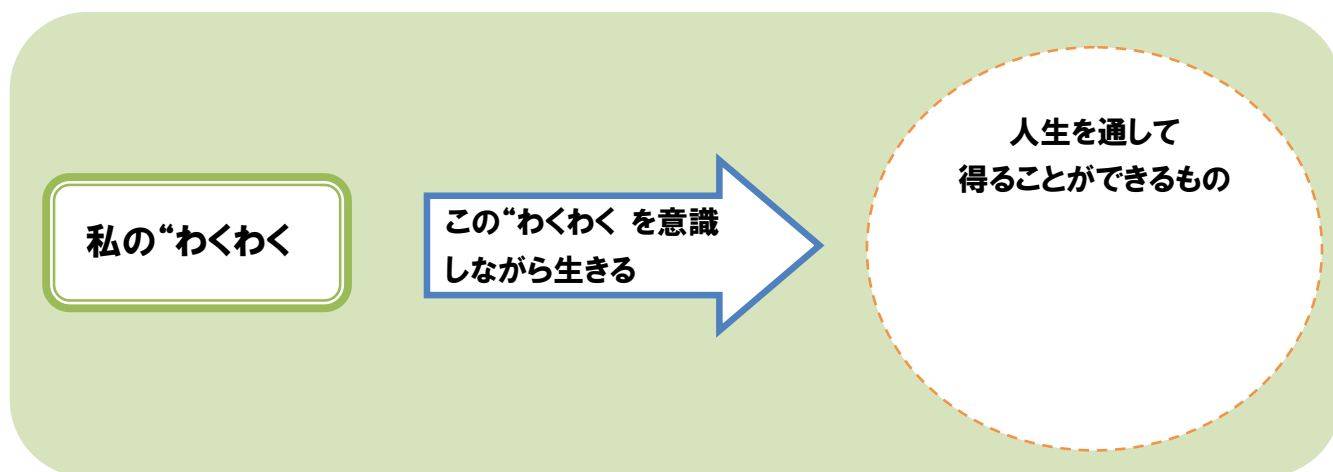 私の“わくわく
この“わくわく を意識
しながら生きる
人生を通して
得ることができるもの